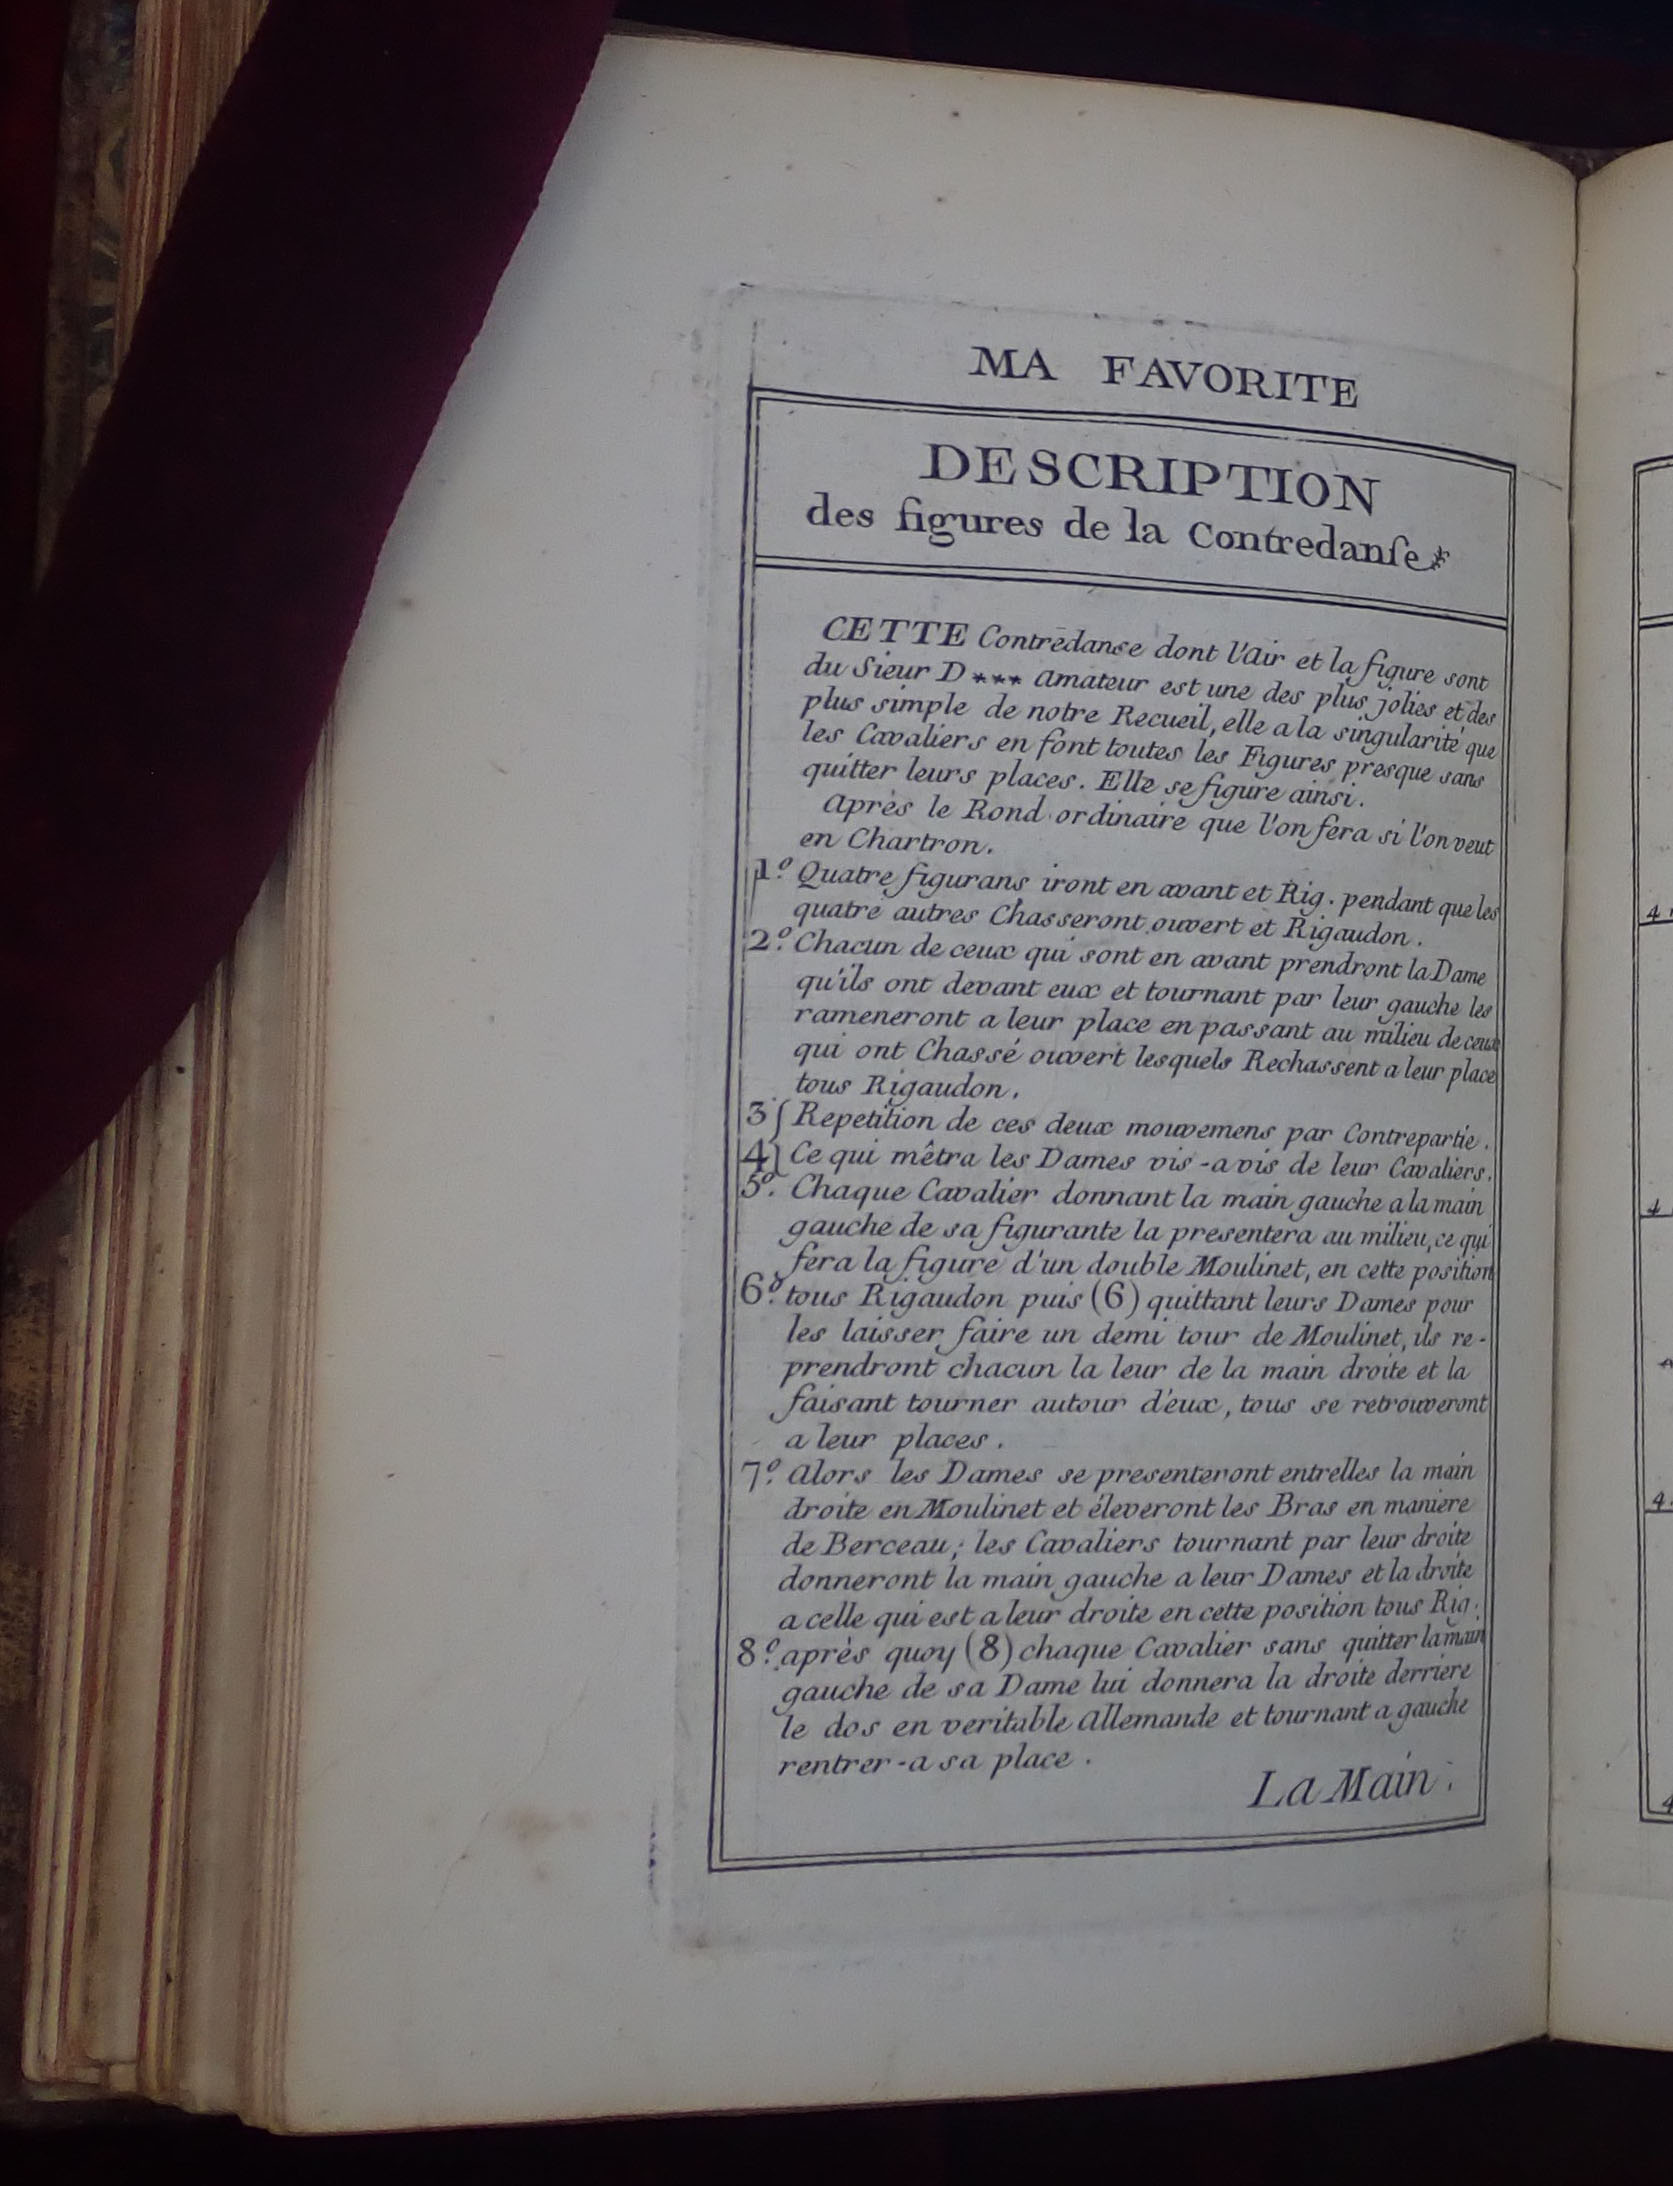 MA FAVORITE
DESCRIPTION
des figures de la Contredanſe
CETTE Contredanse dont l'Air et la figure sont
du Sieur D*** Amateur est une des plus jolies et des
plus simple de notre Recueil, elle a la singularité que
les Cavaliers en font toutes les Figures presque sans
quitter leurs places. Elle se figure ainsi.
Après le Rond ordinaire que l'on fera si l'on veut
en Chartron.
1.º Quatre figurans iront en avant et Rig. pendant que les
quatre autres Chasseront ouvert et Rigaudon.
2.º Chacun de ceux qui sont en avant prendront la Dame
qu'ils ont devant eux et tournant par leur gauche les
rameneront a leur place en passant au milieu de ceux
qui ont Chassé ouvert lesquels Rechassent a leur place
tous Rigaudon.
3 { Repetition de ces deux mouvemens par Contrepartie.
4 } Ce qui mêtra les Dames vis-a vis de leur Cavaliers.
5.º Chaque Cavalier donnant la main gauche a la main
gauche de sa figurante la presentera au milieu, ce qui
fera la figure d'un double Moulinet, en cette position
6.º tous Rigaudon puis (6) quittant leurs Dames pour
les laisser faire un demi tour de Moulinet, ils re-
prendront chacun la leur de la main droite et la
faisant tourner autour d'eux, tous se retrouveront
a leur places.
7.º Alors les Dames se presenteront entrelles la main
droite en Moulinet et éleveront les Bras en maniere
de Berceau; les Cavaliers tournant par leur droite
donneront la main gauche a leur Dames et la droite
a celle qui est a leur droite en cette position tous Rig.
8.º après quoy (8) chaque Cavalier sans quitter la main
gauche de sa Dame lui donnera la droite derriere
le dos en veritable Allemande et tournant a gauche
rentrer-a sa place.
La Main.
4
4
4